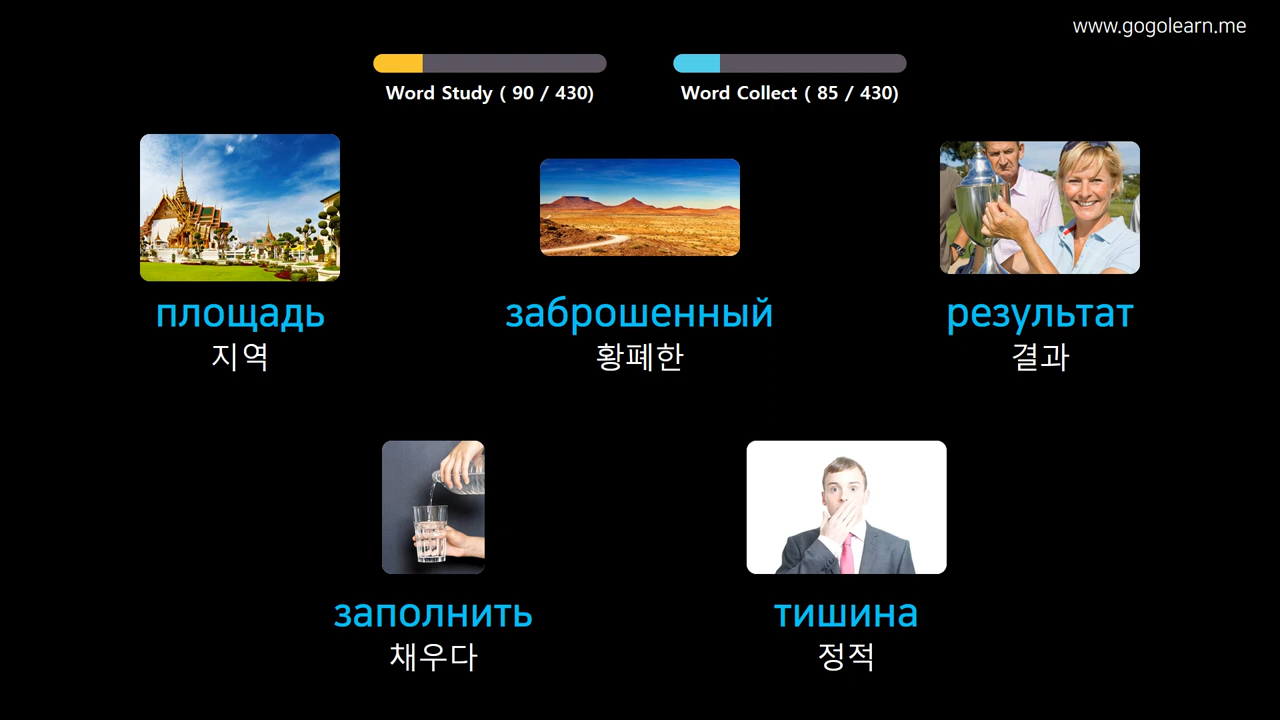 www.gogolearn.me
Word Study ( 90 / 430)
Word Collect ( 85 / 430)
площадь
지역
заброшенный
황폐한
результат
결과
заполнить
채우다
тишина
정적